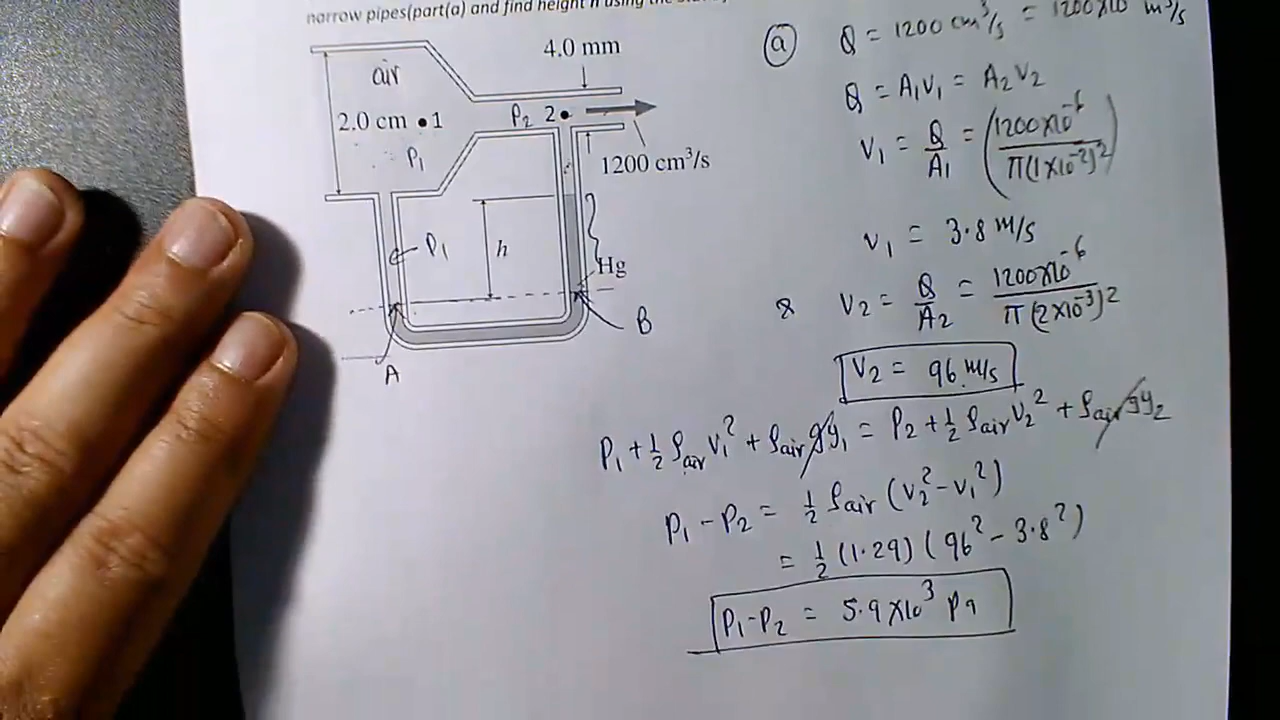 narrow pipes(part(a) and find height h using the
air
4.0 mm
2.0 cm •1
P₂ 2•
P₁
1200 cm³/s
P₁
h
Hg
B
A
(a) Q = 1200 cm³/s = 1200×10 m³/s
Q = A₁V₁ = A₂V₂
V₁ = Q/A₁ = (1200×10⁻⁶/π(1×10⁻²)²)
V₁ = 3.8 m/s
& V₂ = Q/A₂ = 1200×10⁻⁶/π(2×10⁻³)²
V₂ = 96 m/s
P₁ + ½ ρair V₁² + ρair gy₁ = P₂ + ½ ρair V₂² + ρair gy₂
P₁ - P₂ = ½ ρair (V₂² - V₁²)
= ½ (1.29) (96² - 3.8²)
P₁-P₂ = 5.9×10³ Pa